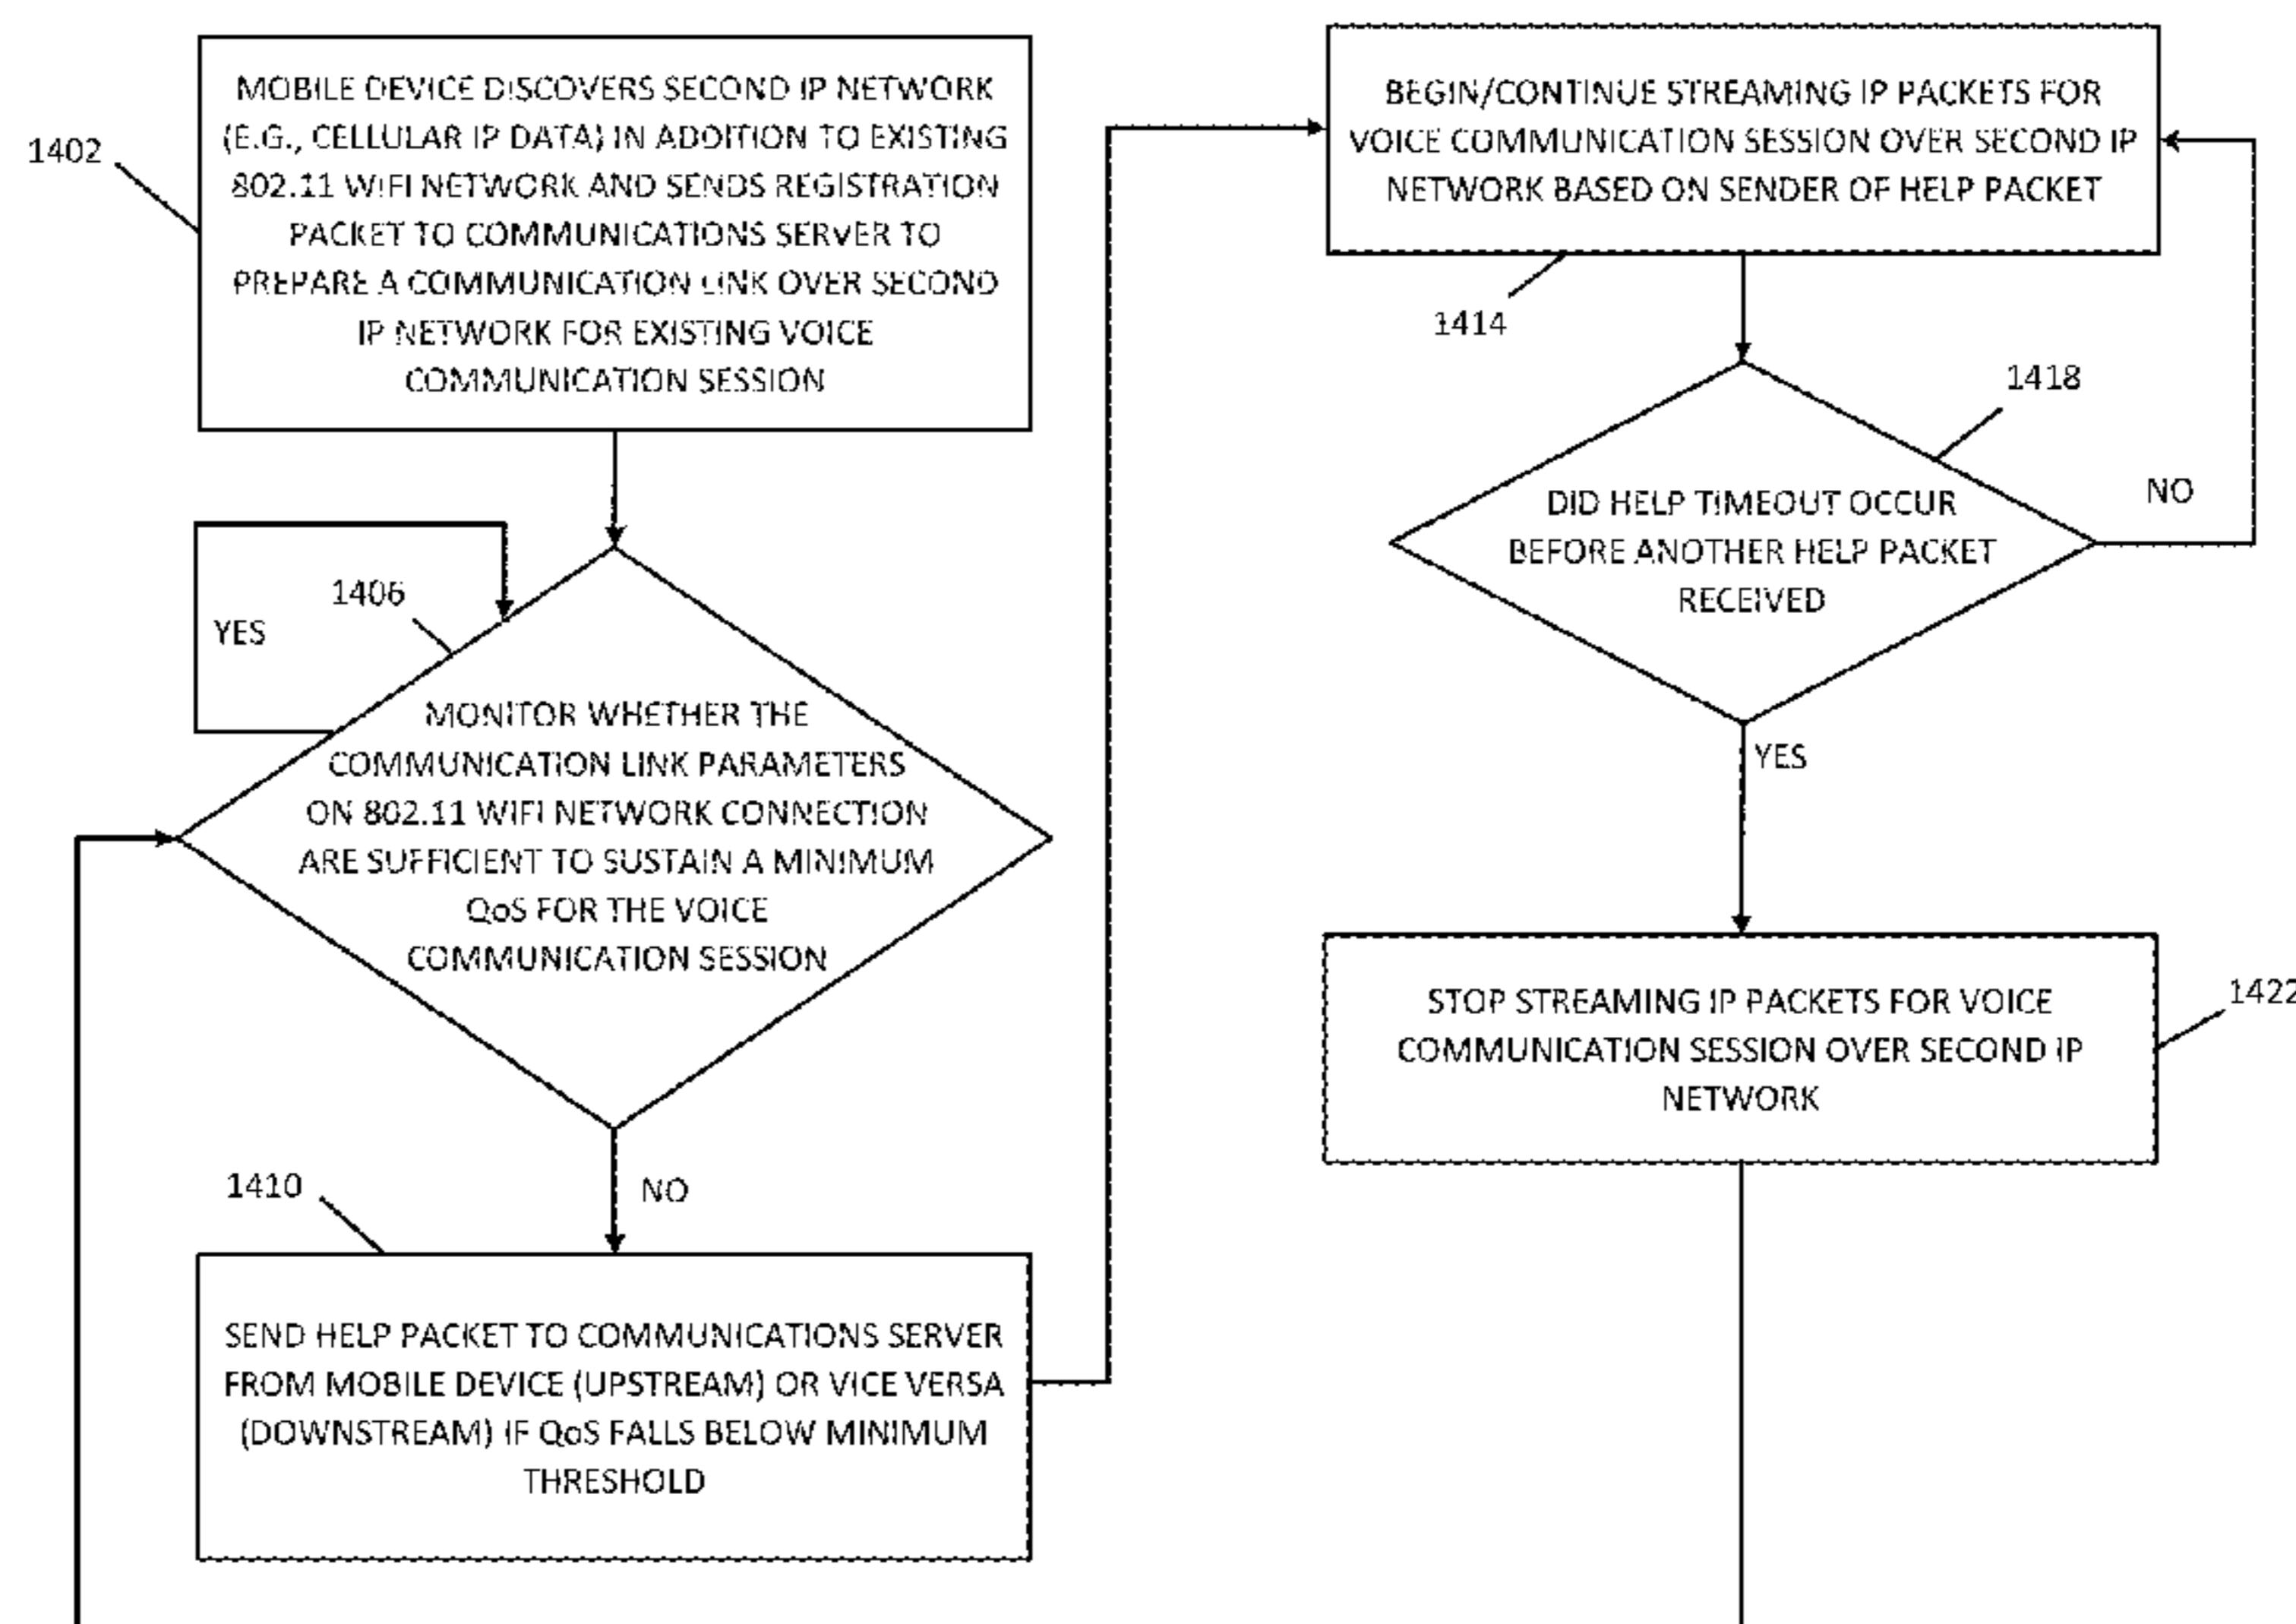 1402
MOBILE DEVICE DISCOVERS SECOND IP NETWORK
(E.G., CELLULAR IP DATA) IN ADDITION TO EXISTING
802.11 WIFI NETWORK AND SENDS REGISTRATION
PACKET TO COMMUNICATIONS SERVER TO
PREPARE A COMMUNICATION LINK OVER SECOND
IP NETWORK FOR EXISTING VOICE
COMMUNICATION SESSION
1406
YES
MONITOR WHETHER THE
COMMUNICATION LINK PARAMETERS
ON 802.11 WIFI NETWORK CONNECTION
ARE SUFFICIENT TO SUSTAIN A MINIMUM
QoS FOR THE VOICE
COMMUNICATION SESSION
NO
1410
SEND HELP PACKET TO COMMUNICATIONS SERVER
FROM MOBILE DEVICE (UPSTREAM) OR VICE VERSA
(DOWNSTREAM) IF QoS FALLS BELOW MINIMUM
THRESHOLD
BEGIN/CONTINUE STREAMING IP PACKETS FOR
VOICE COMMUNICATION SESSION OVER SECOND IP
NETWORK BASED ON SENDER OF HELP PACKET
1414
1418
DID HELP TIMEOUT OCCUR
BEFORE ANOTHER HELP PACKET
RECEIVED
NO
YES
STOP STREAMING IP PACKETS FOR VOICE
COMMUNICATION SESSION OVER SECOND IP
NETWORK
1422